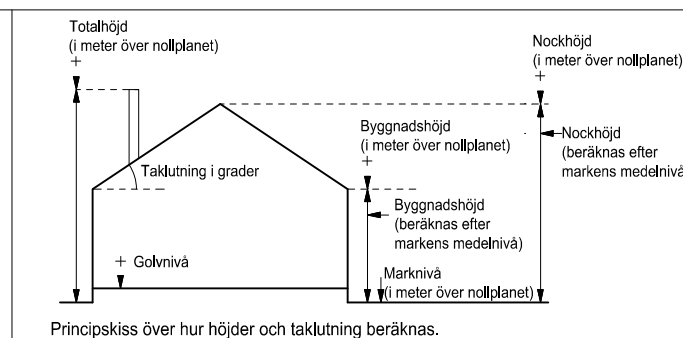 Totalhöjd
(i meter över nollplanet)
+
Nockhöjd
(i meter över nollplanet)
+
Byggnadshöjd
(i meter över nollplanet)
+
Nockhöjd
(beräknas efter
markens medelnivå
Taklutning i grader
Byggnadshöjd
(beräknas efter
markens medelnivå)
+ Golvnivå
Marknivå
(i meter över nollplanet)
Principskiss över hur höjder och taklutning beräknas.